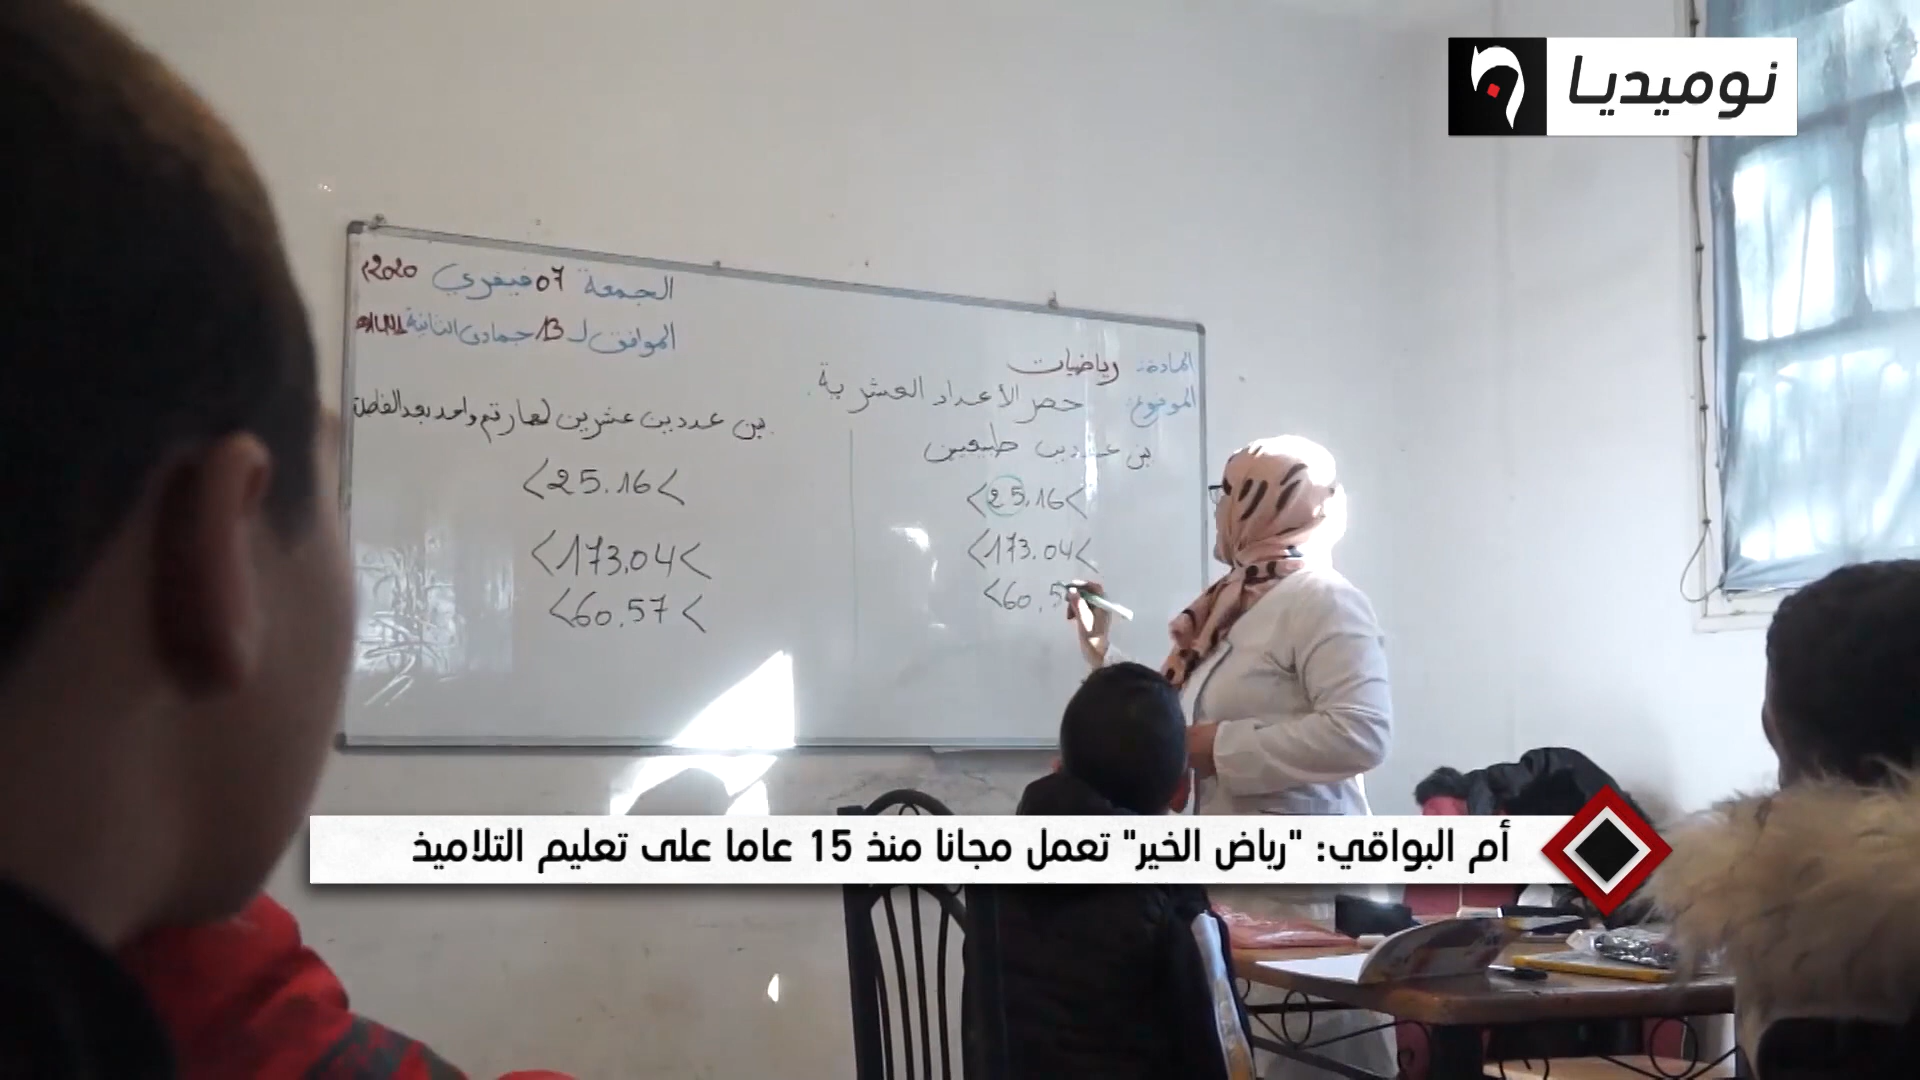 نوميديا
الجمعة 07 فيفري 2020
الموافق لـ 13 جمادى الثانية 1441
المادة: رياضيات
الموضوع: حصر الأعداد العشرية
بين عددين طبيعين
<25.16<
<173.04<
<60.5
بين عددين عشرين لهما رقم واحد بعد الفاصلة
<25.16<
<173.04<
<60.57<
أم البواقي: "رياض الخير" تعمل مجانا منذ 15 عاما على تعليم التلاميذ